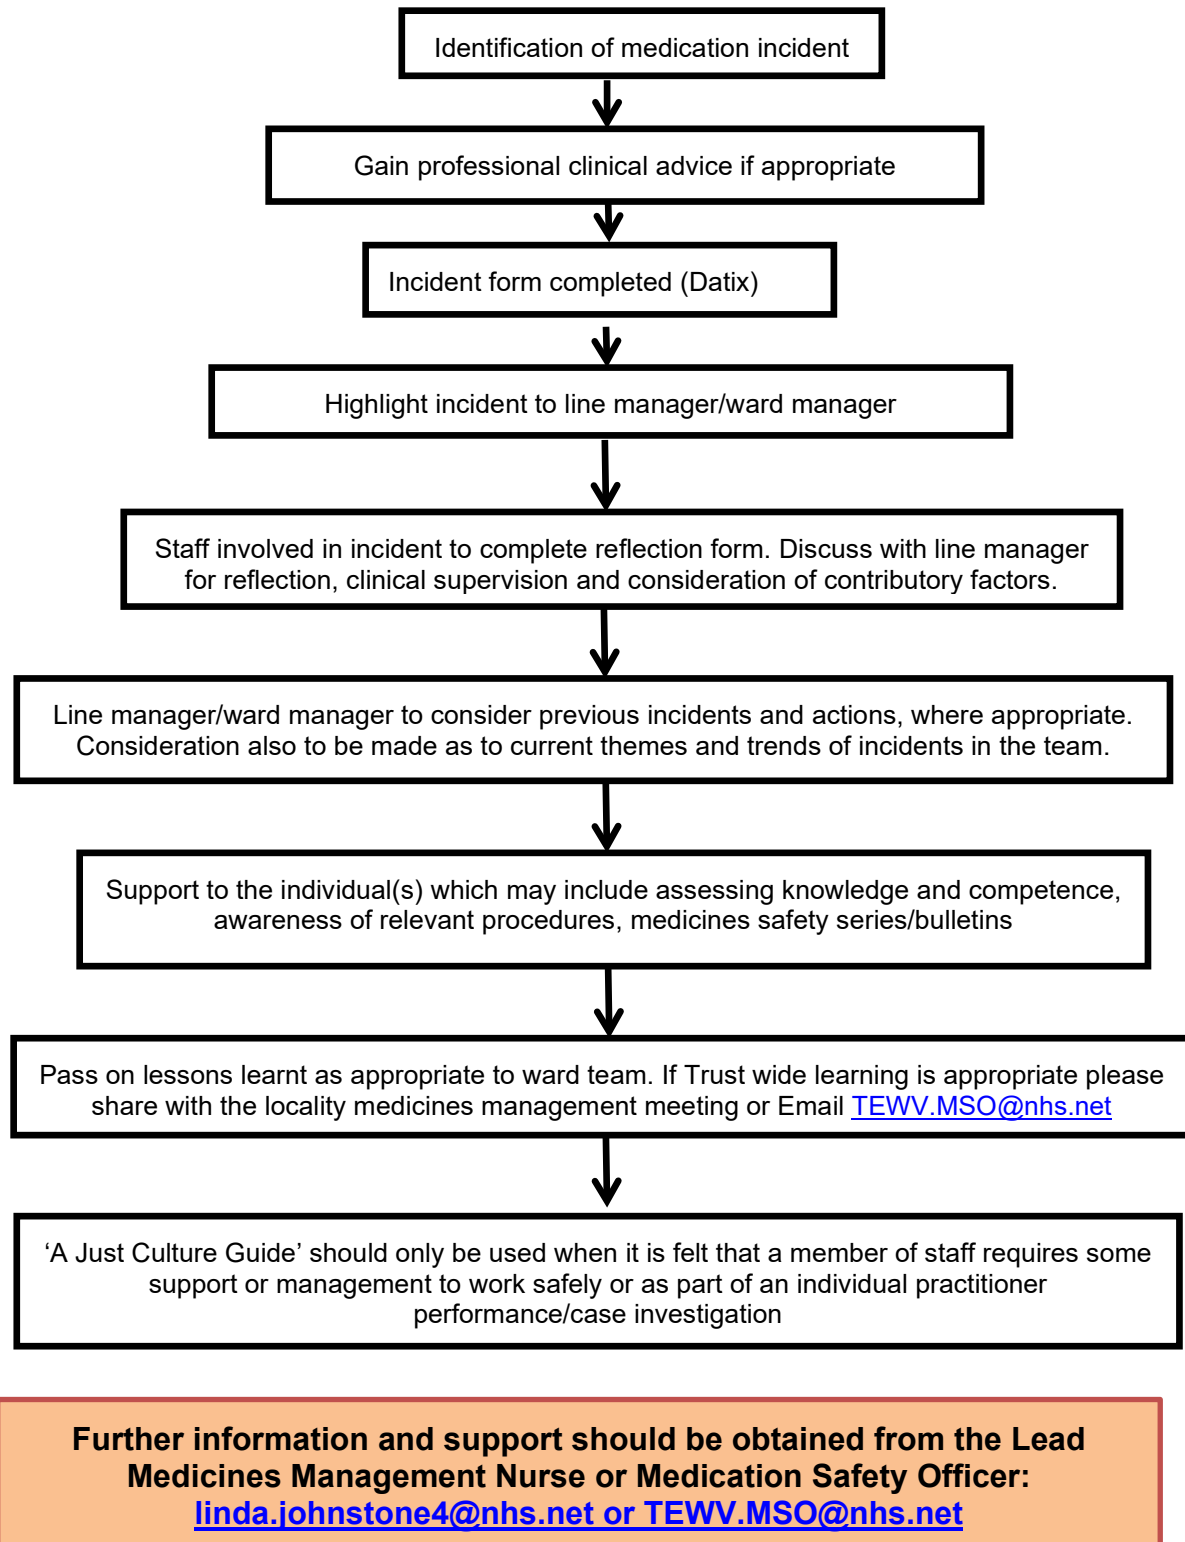 Identification of medication incident
Gain professional clinical advice if appropriate
Incident form completed (Datix)
Highlight incident to line manager/ward manager
Staff involved in incident to complete reflection form. Discuss with line manager
for reflection, clinical supervision and consideration of contributory factors.
Line manager/ward manager to consider previous incidents and actions, where appropriate.
Consideration also to be made as to current themes and trends of incidents in the team.
Support to the individual(s) which may include assessing knowledge and competence,
awareness of relevant procedures, medicines safety series/bulletins
Pass on lessons learnt as appropriate to ward team. If Trust wide learning is appropriate please
share with the locality medicines management meeting or Email TEWV.MSO@nhs.net
‘A Just Culture Guide’ should only be used when it is felt that a member of staff requires some
support or management to work safely or as part of an individual practitioner
performance/case investigation
Further information and support should be obtained from the Lead
Medicines Management Nurse or Medication Safety Officer:
linda.johnstone4@nhs.net or TEWV.MSO@nhs.net